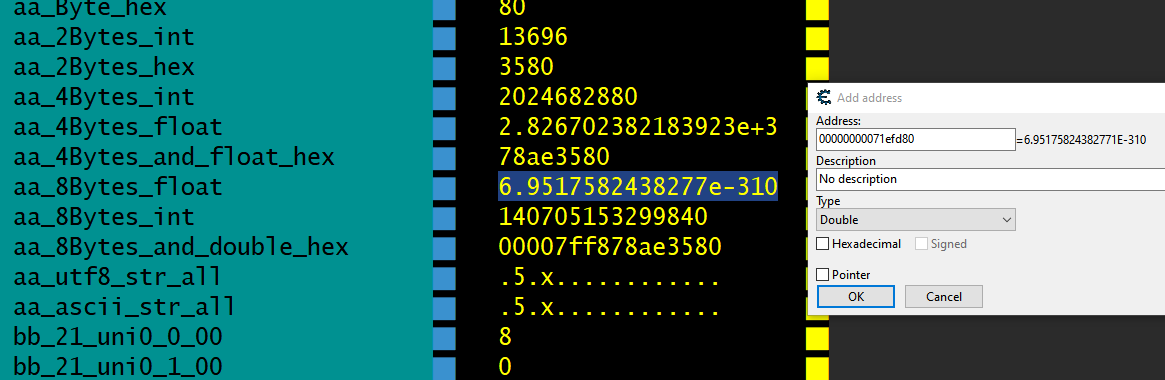 aa_Byte_hex 80
aa_2Bytes_int 13696
aa_2Bytes_hex 3580
aa_4Bytes_int 2024682880
aa_4Bytes_float 2.826702382183923e+3
aa_4Bytes_and_float_hex 78ae3580
aa_8Bytes_float 6.9517582438277e-310
aa_8Bytes_int 140705153299840
aa_8Bytes_and_double_hex 00007ff878ae3580
aa_utf8_str_all .5.x............
aa_ascii_str_all .5.x............
bb_21_uni0_0_00 8
bb_21_uni0_1_00 0
Add address
Address:
00000000071efd80 =6.95175824382771E-310
Description
No description
Type
Double
Hexadecimal Signed
Pointer
OK Cancel